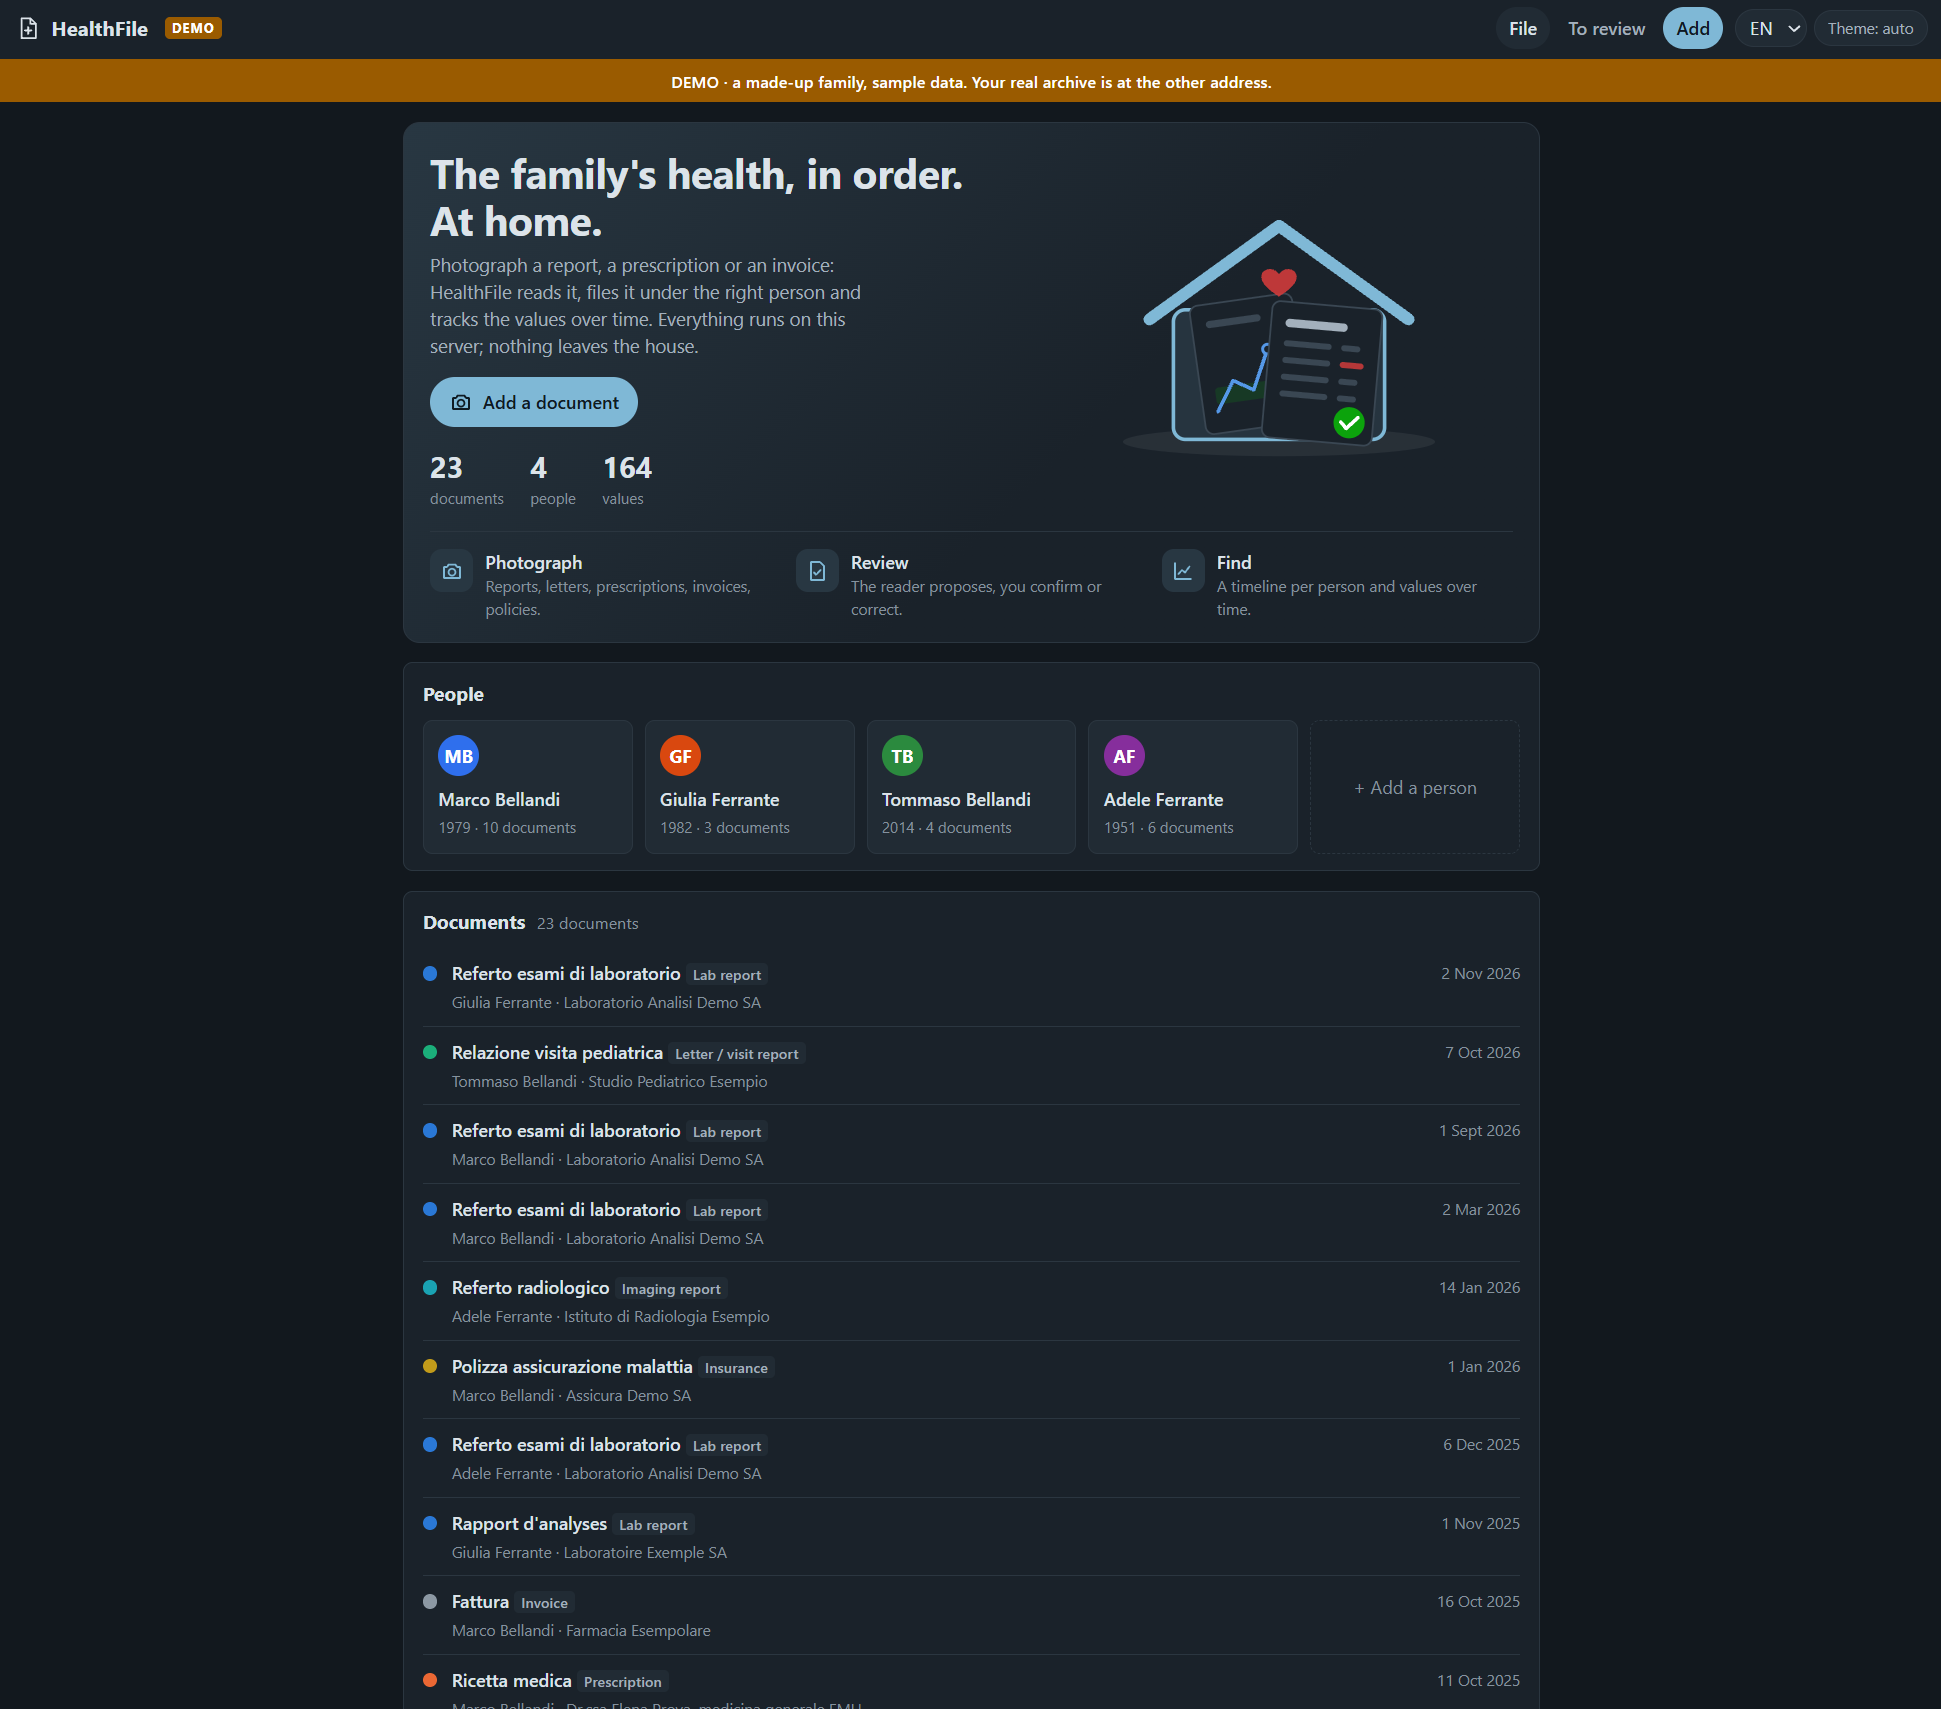 HealthFile DEMO File To review Add EN Theme: auto
DEMO · a made-up family, sample data. Your real archive is at the other address.
The family's health, in order.
At home.
Photograph a report, a prescription or an invoice:
HealthFile reads it, files it under the right person and
tracks the values over time. Everything runs on this
server; nothing leaves the house.
Add a document
23 4 164
documents people values
Photograph
Reports, letters, prescriptions, invoices,
policies.
Review
The reader proposes, you confirm or
correct.
Find
A timeline per person and values over
time.
People
MB
Marco Bellandi
1979 · 10 documents
GF
Giulia Ferrante
1982 · 3 documents
TB
Tommaso Bellandi
2014 · 4 documents
AF
Adele Ferrante
1951 · 6 documents
+ Add a person
Documents 23 documents
Referto esami di laboratorio Lab report 2 Nov 2026
Giulia Ferrante · Laboratorio Analisi Demo SA
Relazione visita pediatrica Letter / visit report 7 Oct 2026
Tommaso Bellandi · Studio Pediatrico Esempio
Referto esami di laboratorio Lab report 1 Sept 2026
Marco Bellandi · Laboratorio Analisi Demo SA
Referto esami di laboratorio Lab report 2 Mar 2026
Marco Bellandi · Laboratorio Analisi Demo SA
Referto radiologico Imaging report 14 Jan 2026
Adele Ferrante · Istituto di Radiologia Esempio
Polizza assicurazione malattia Insurance 1 Jan 2026
Marco Bellandi · Assicura Demo SA
Referto esami di laboratorio Lab report 6 Dec 2025
Adele Ferrante · Laboratorio Analisi Demo SA
Rapport d'analyses Lab report 1 Nov 2025
Giulia Ferrante · Laboratoire Exemple SA
Fattura Invoice 16 Oct 2025
Marco Bellandi · Farmacia Esempolare
Ricetta medica Prescription 11 Oct 2025
Marco Bellandi · Dr.ssa Elena Prova, medicina generale